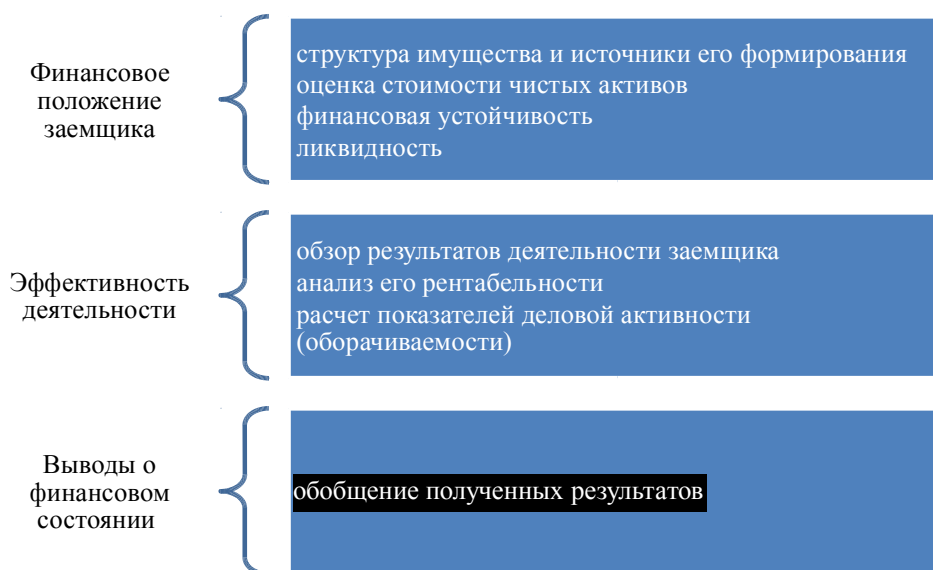 Финансовое
положение
заемщика
структура имущества и источники его формирования
оценка стоимости чистых активов
финансовая устойчивость
ликвидность
Эффективность
деятельности
обзор результатов деятельности заемщика
анализ его рентабельности
расчет показателей деловой активности
(оборачиваемости)
Выводы о
финансовом
состоянии
обобщение полученных результатов